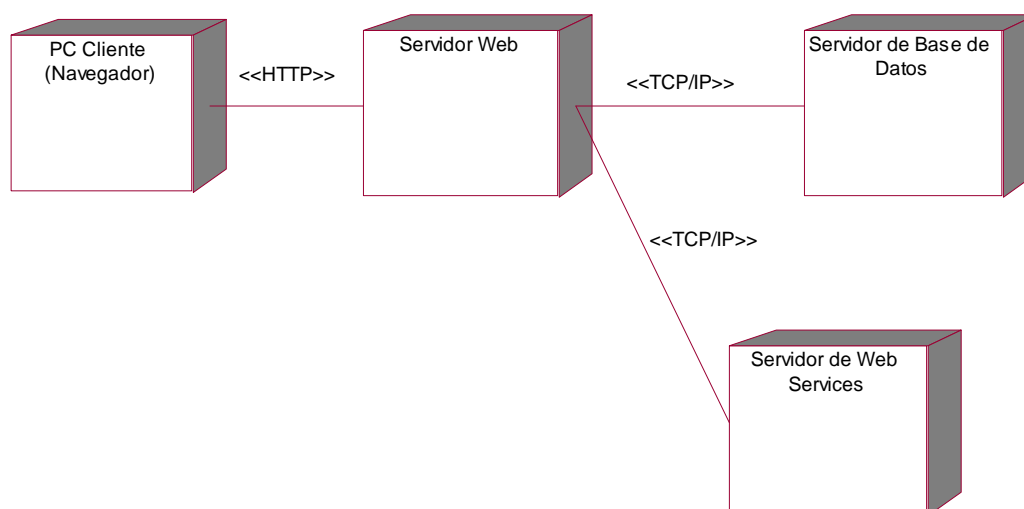 PC Cliente
(Navegador)
<<HTTP>>
Servidor Web
<<TCP/IP>>
Servidor de Base de
Datos
<<TCP/IP>>
Servidor de Web
Services